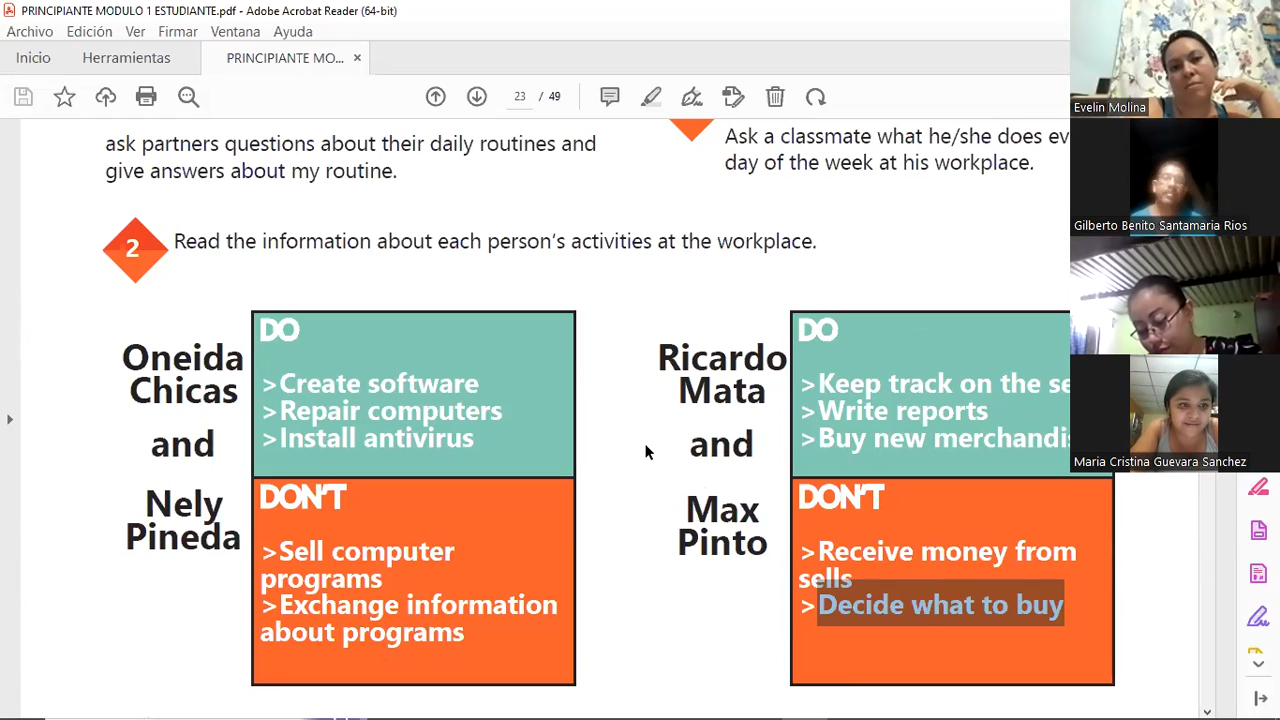 PRINCIPIANTE MODULO 1 ESTUDIANTE.pdf - Adobe Acrobat Reader (64-bit)
Archivo Edición Ver Firmar Ventana Ayuda
Inicio Herramientas PRINCIPIANTE MO... ×
23 / 49
ask partners questions about their daily routines and
give answers about my routine.
Ask a classmate what he/she does ev
day of the week at his workplace.
2 Read the information about each person's activities at the workplace.
Oneida
Chicas
and
Nely
Pineda
DO
>Create software
>Repair computers
>Install antivirus
DON'T
>Sell computer
programs
>Exchange information
about programs
Ricardo
Mata
and
Max
Pinto
DO
>Keep track on the se
>Write reports
>Buy new merchandis
DON'T
>Receive money from
sells
>Decide what to buy
Evelin Molina
Gilberto Benito Santamaria Rios
Maria Cristina Guevara Sanchez